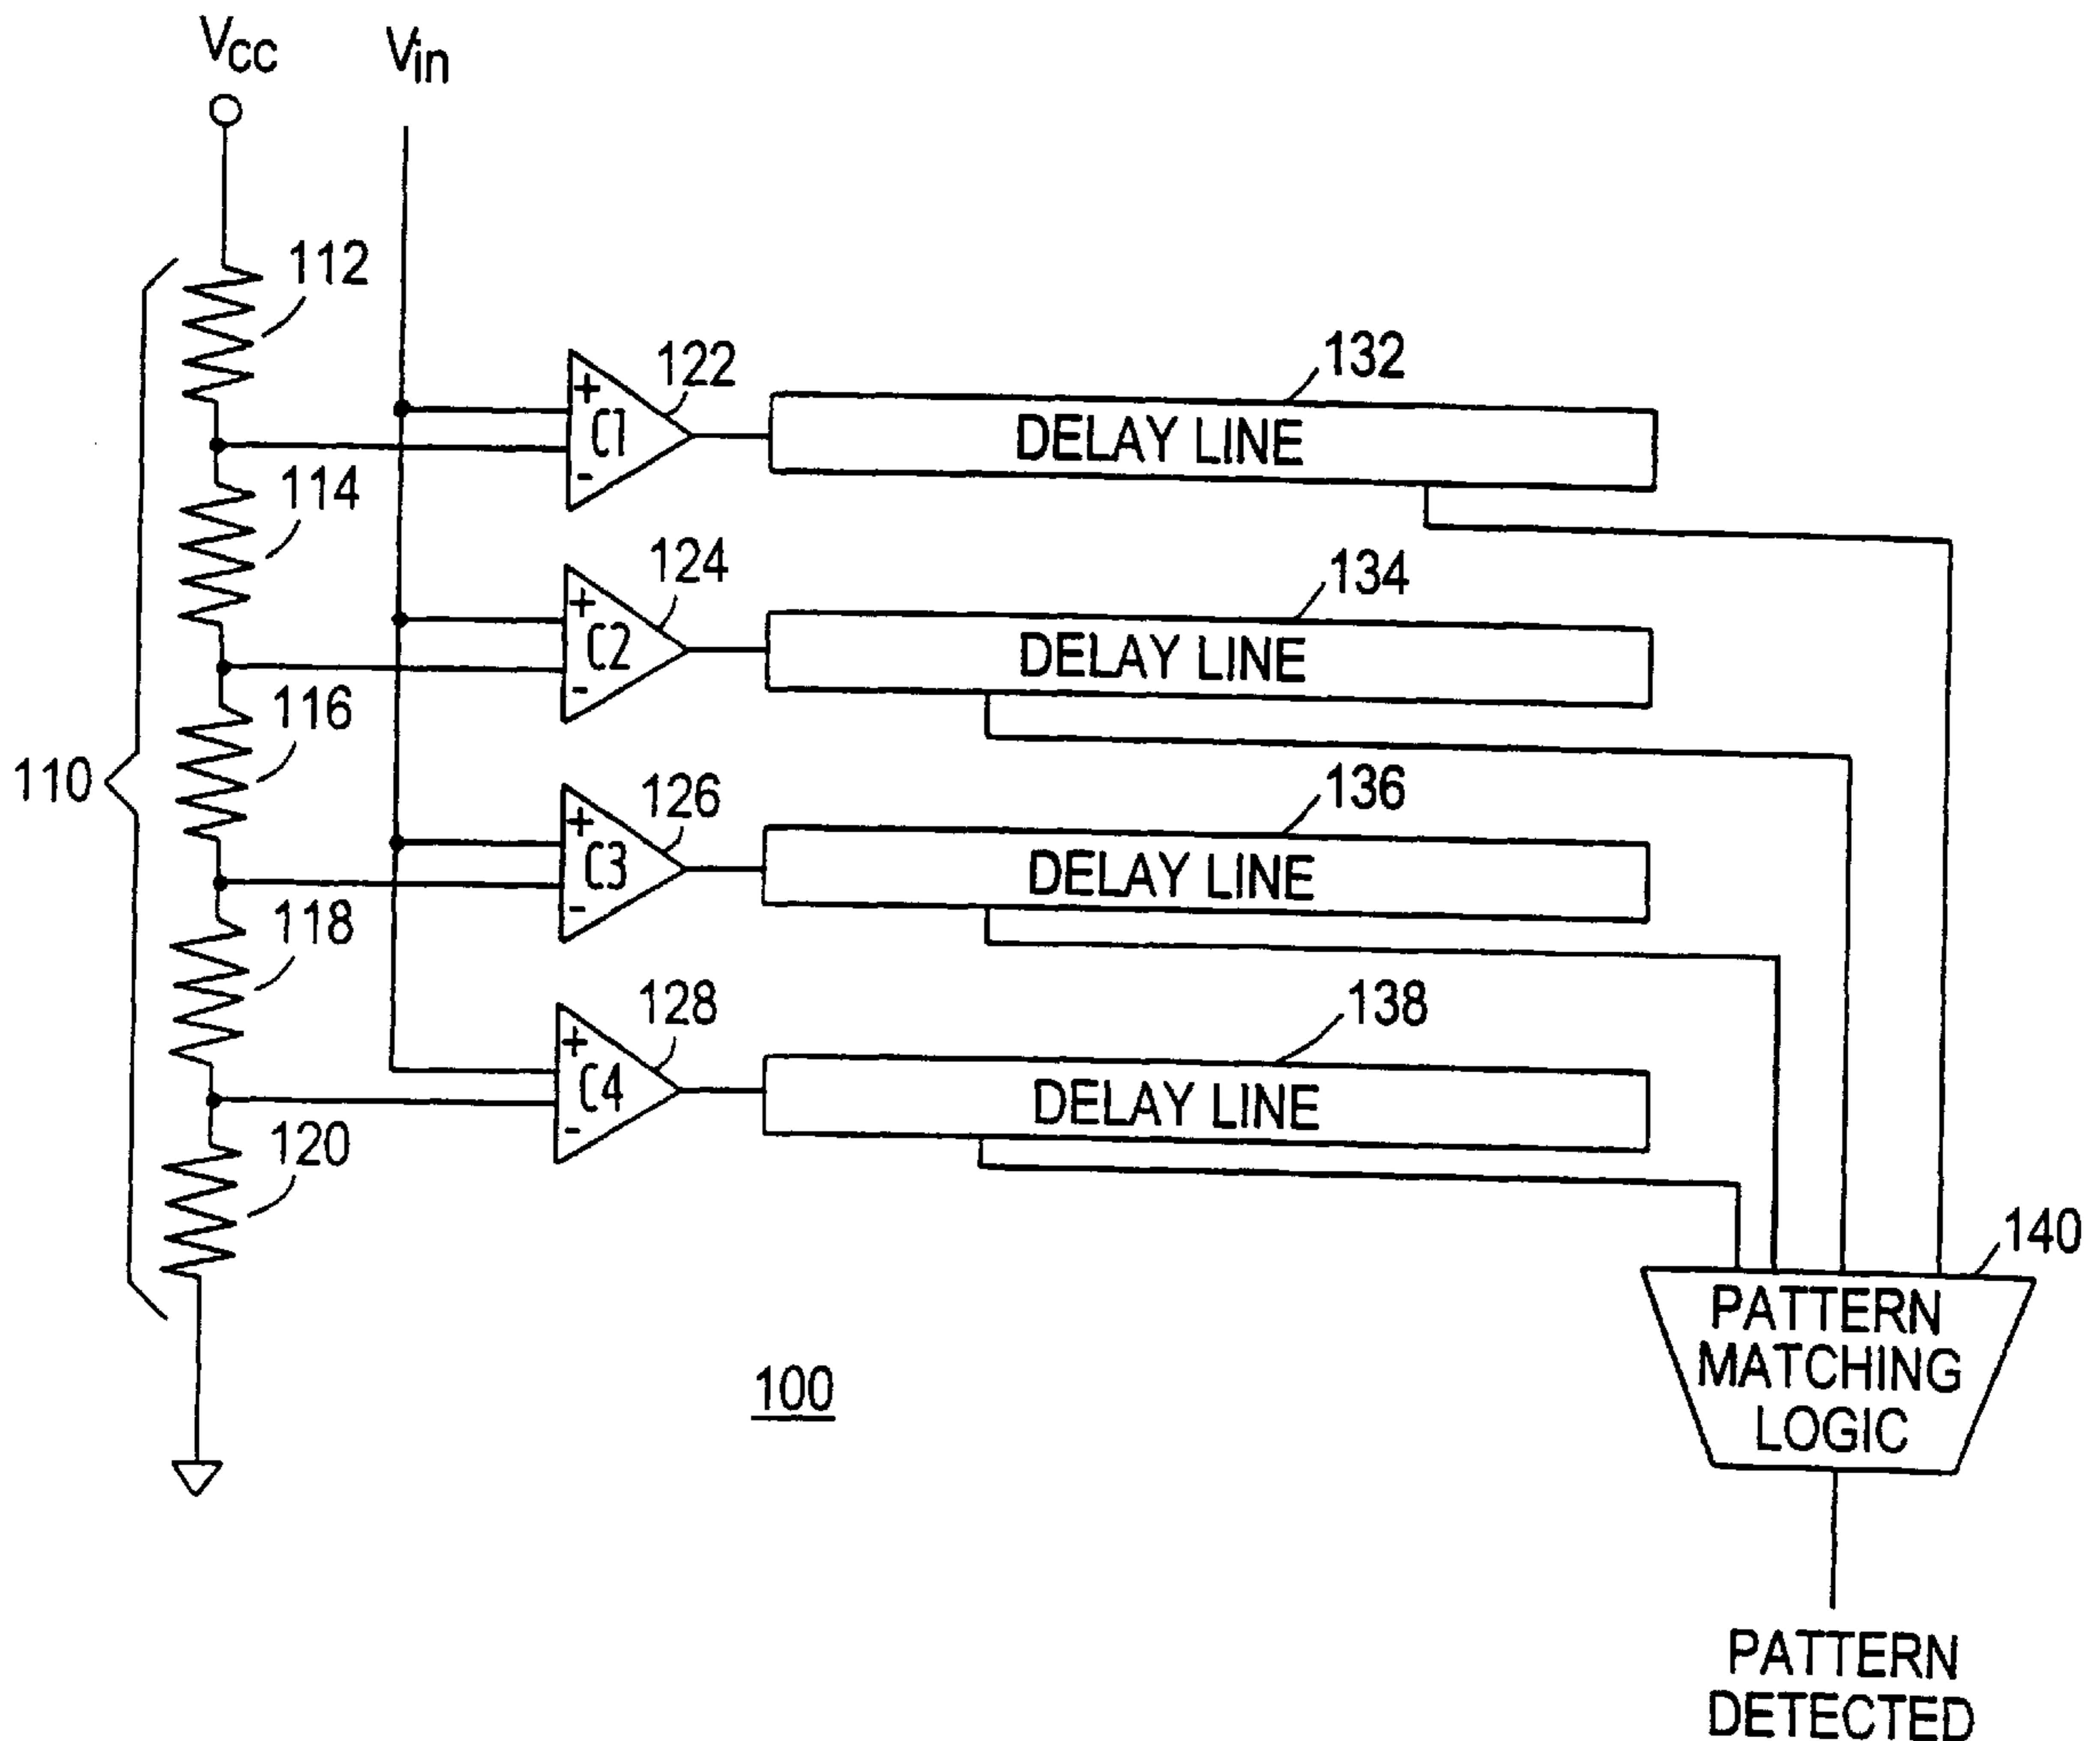 Vcc
Vin
112
122
132
C1
+
-
DELAY LINE
114
124
134
C2
+
-
DELAY LINE
116
110
126
136
C3
+
-
DELAY LINE
118
128
138
C4
+
-
DELAY LINE
120
140
PATTERN
MATCHING
LOGIC
100
PATTERN
DETECTED